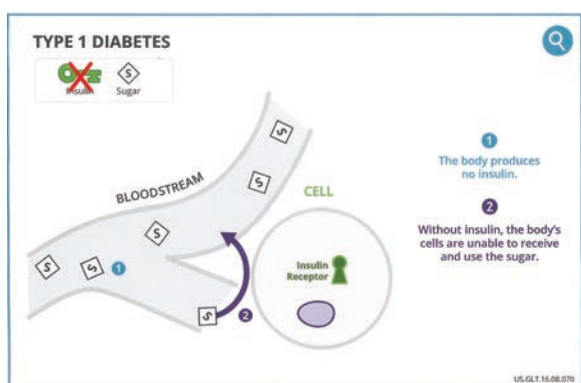 TYPE 1 DIABETES
Insulin
Sugar
S
BLOODSTREAM
S
S
S
S
S
S
1
2
CELL
Insulin
Receptor
1
The body produces
no insulin.
2
Without insulin, the body's
cells are unable to receive
and use the sugar.
US.GLT.16.08.070